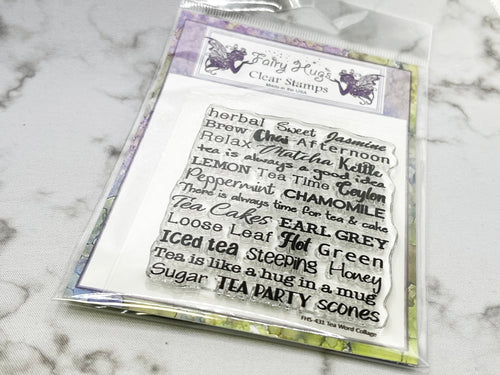 Fairy Hugs
Clear Stamps
Made in the USA
herbal Sweet Jasmine
Brew Chai Afternoon
Relax Matcha Kettle
tea is always a good idea
LEMON Tea Time Ceylon
Peppermint CHAMOMILE
There is always time for tea & cake
Tea Cakes EARL GREY
Loose Leaf Hot Green
Iced tea Steeping Honey
Tea is like a hug in a mug
Sugar TEA PARTY scones
FHS-431 Tea Word Collage